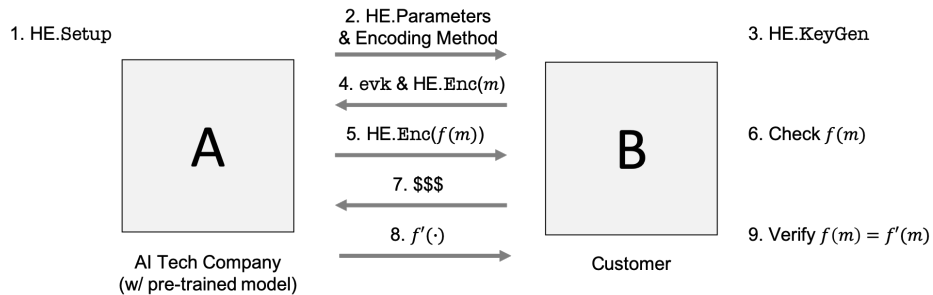 1. HE.Setup
2. HE.Parameters
& Encoding Method
3. HE.KeyGen
4. evk & HE.Enc(m)
A
B
5. HE.Enc(f(m))
6. Check f(m)
7. $$$
8. f′(·)
9. Verify f(m) = f′(m)
AI Tech Company
(w/ pre-trained model)
Customer